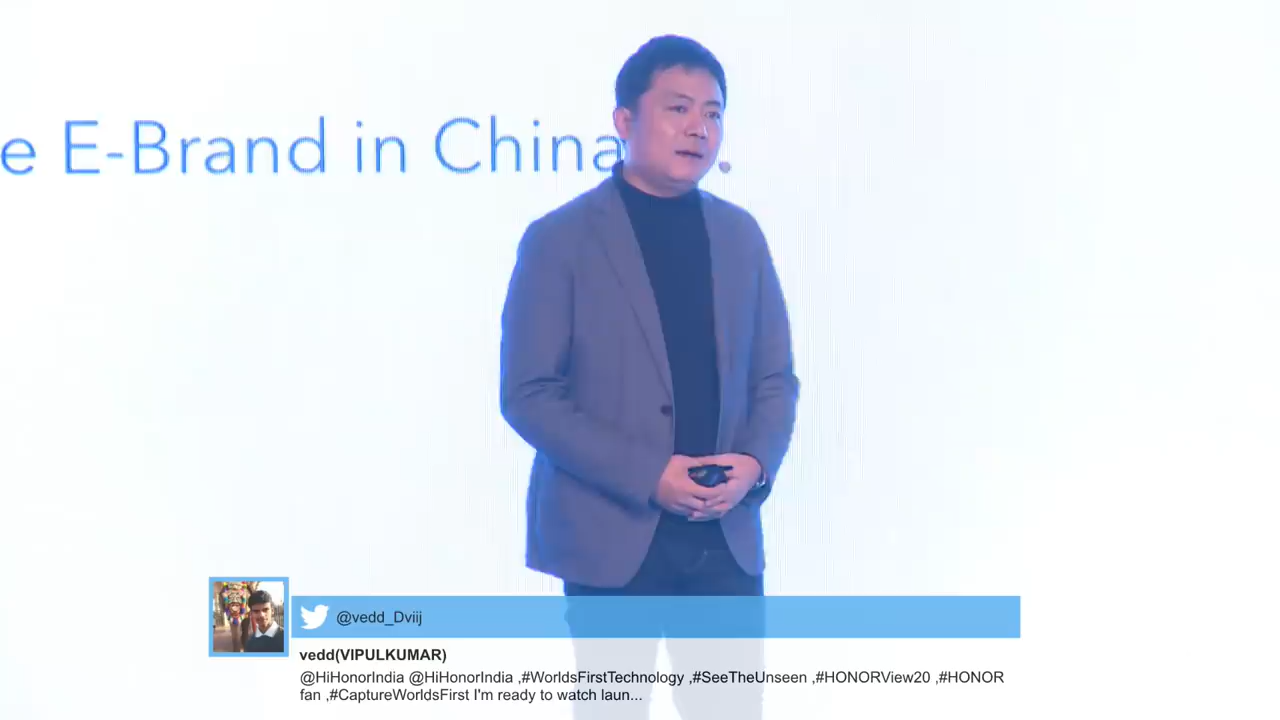 e E-Brand in China
@vedd_Dviij
vedd(VIPULKUMAR)
@HiHonorIndia @HiHonorIndia ,#WorldsFirstTechnology ,#SeeTheUnseen ,#HONORView20 ,#HONOR
fan ,#CaptureWorldsFirst I'm ready to watch laun...